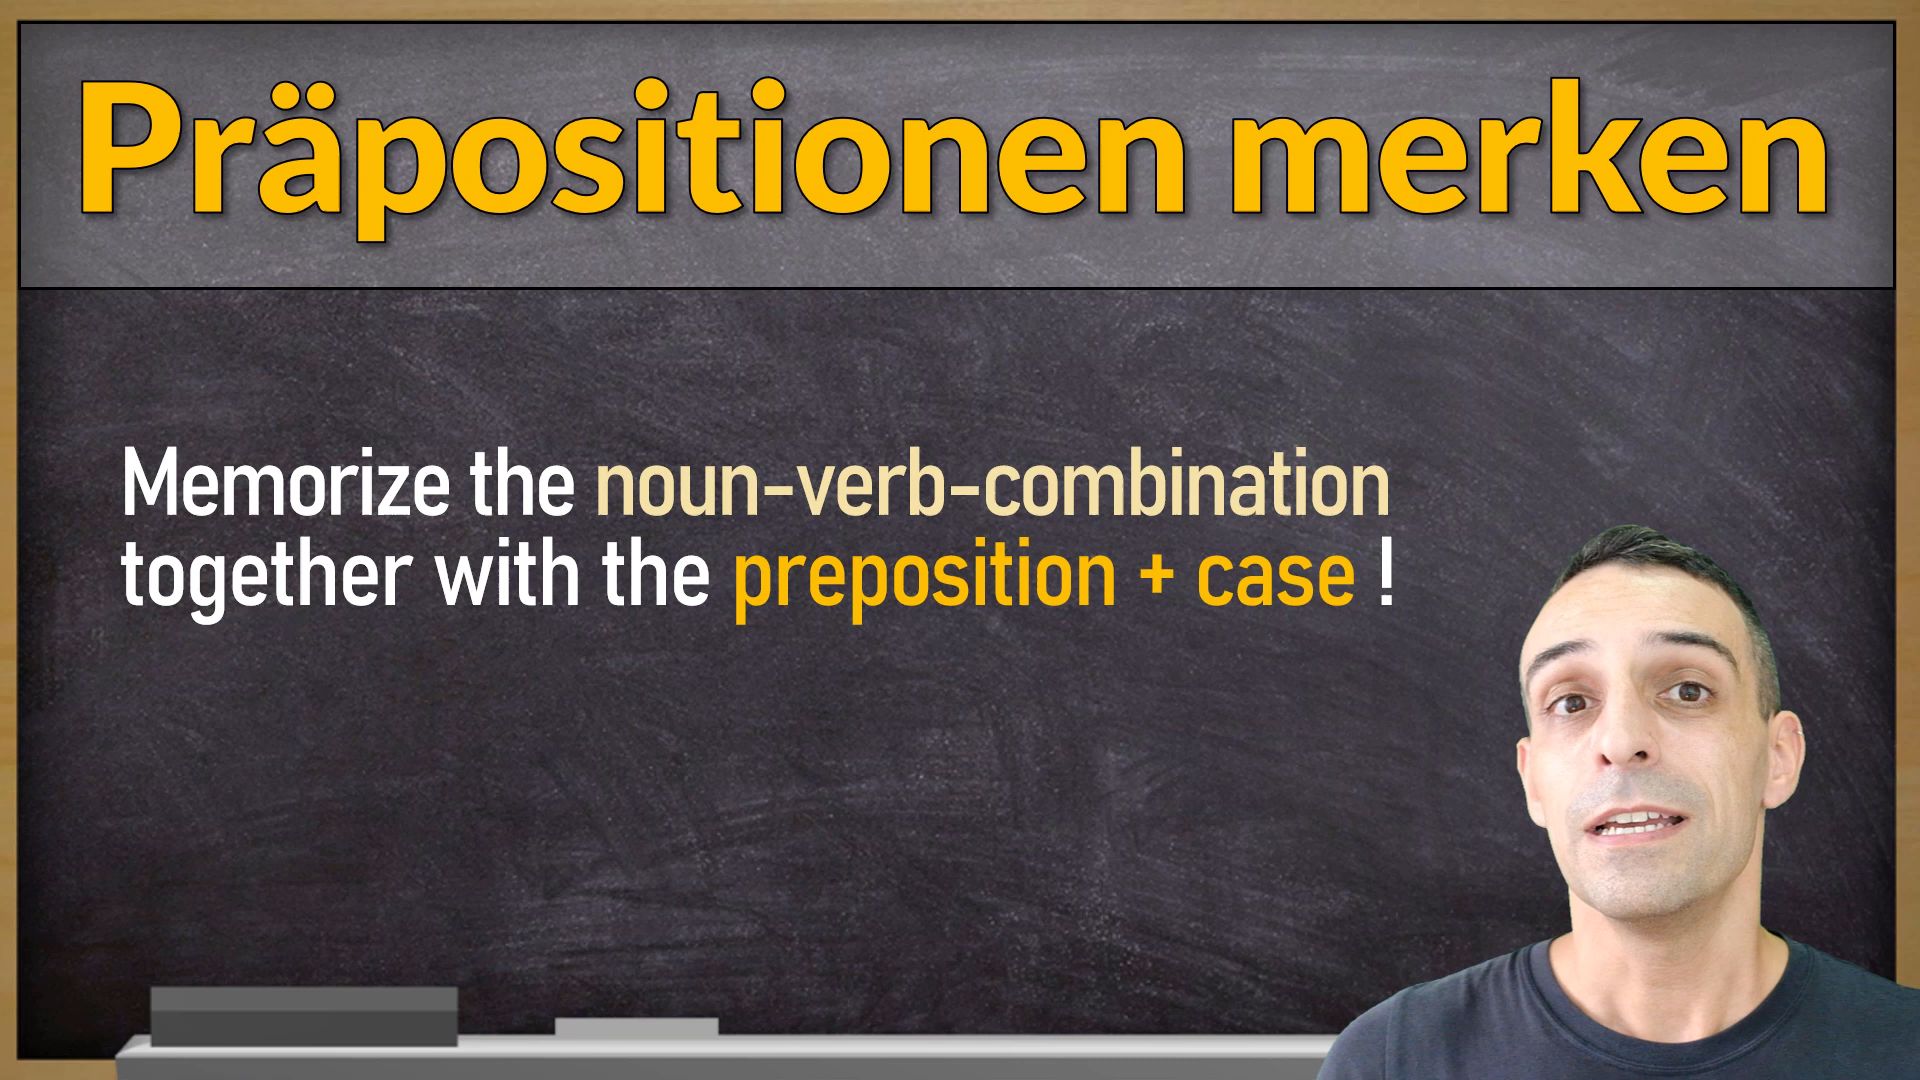 Präpositionen merken
Memorize the noun-verb-combination
together with the preposition + case !